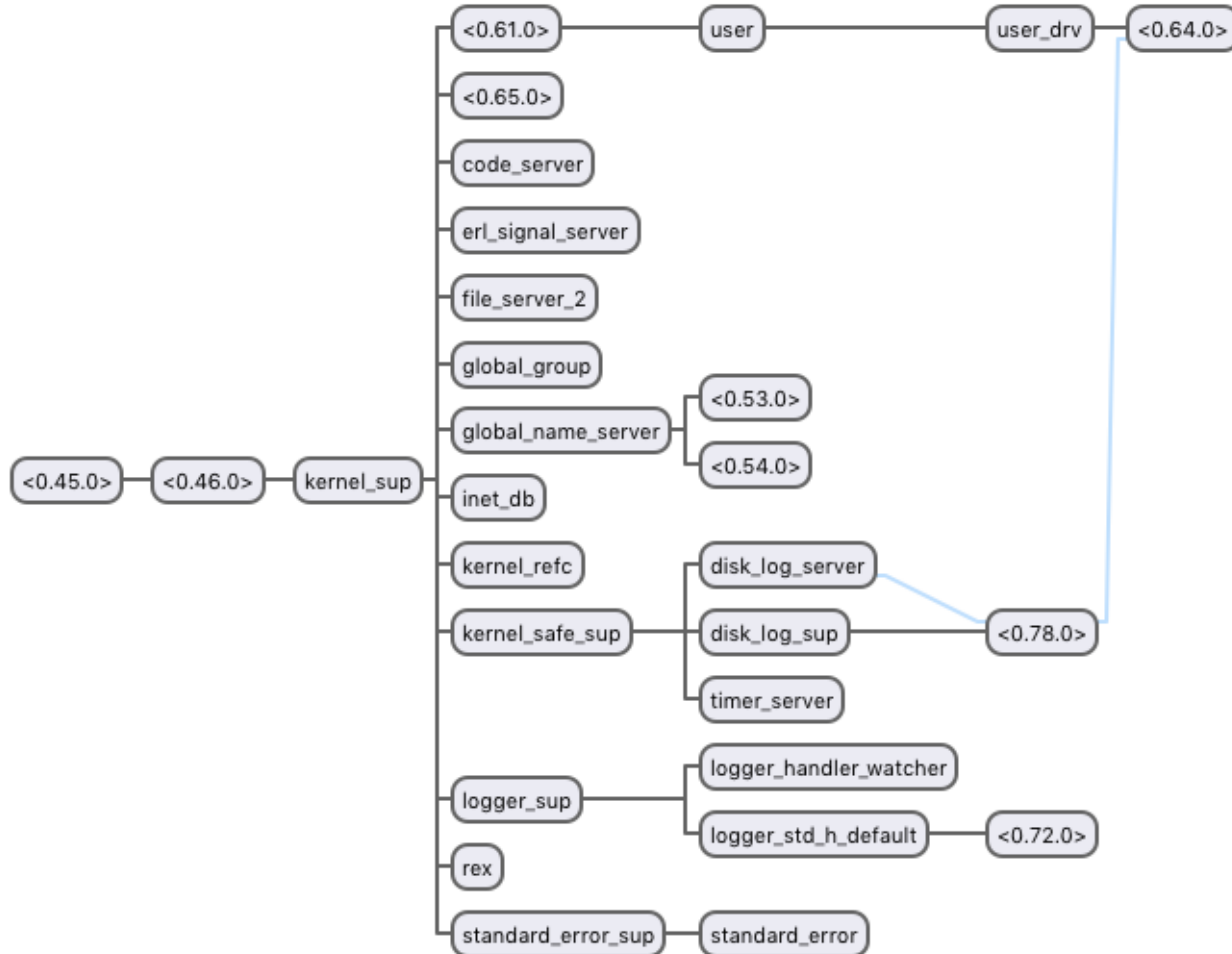 <0.61.0> user user_drv <0.64.0>
<0.65.0>
code_server
erl_signal_server
file_server_2
global_group
<0.53.0>
global_name_server
<0.54.0>
<0.45.0> <0.46.0> kernel_sup
inet_db
kernel_refc disk_log_server
kernel_safe_sup disk_log_sup <0.78.0>
timer_server
logger_handler_watcher
logger_sup
logger_std_h_default <0.72.0>
rex
standard_error_sup standard_error